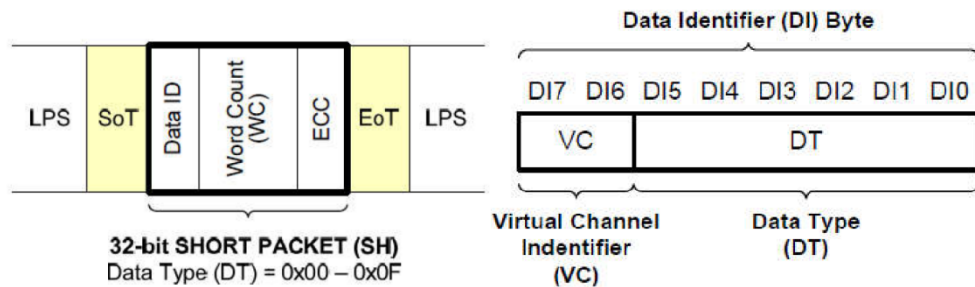 LPS SoT Data ID Word Count (WC) ECC EoT LPS
32-bit SHORT PACKET (SH)
Data Type (DT) = 0x00 – 0x0F
Data Identifier (DI) Byte
DI7 DI6 DI5 DI4 DI3 DI2 DI1 DI0
VC DT
Virtual Channel
Indentifier
(VC)
Data Type
(DT)